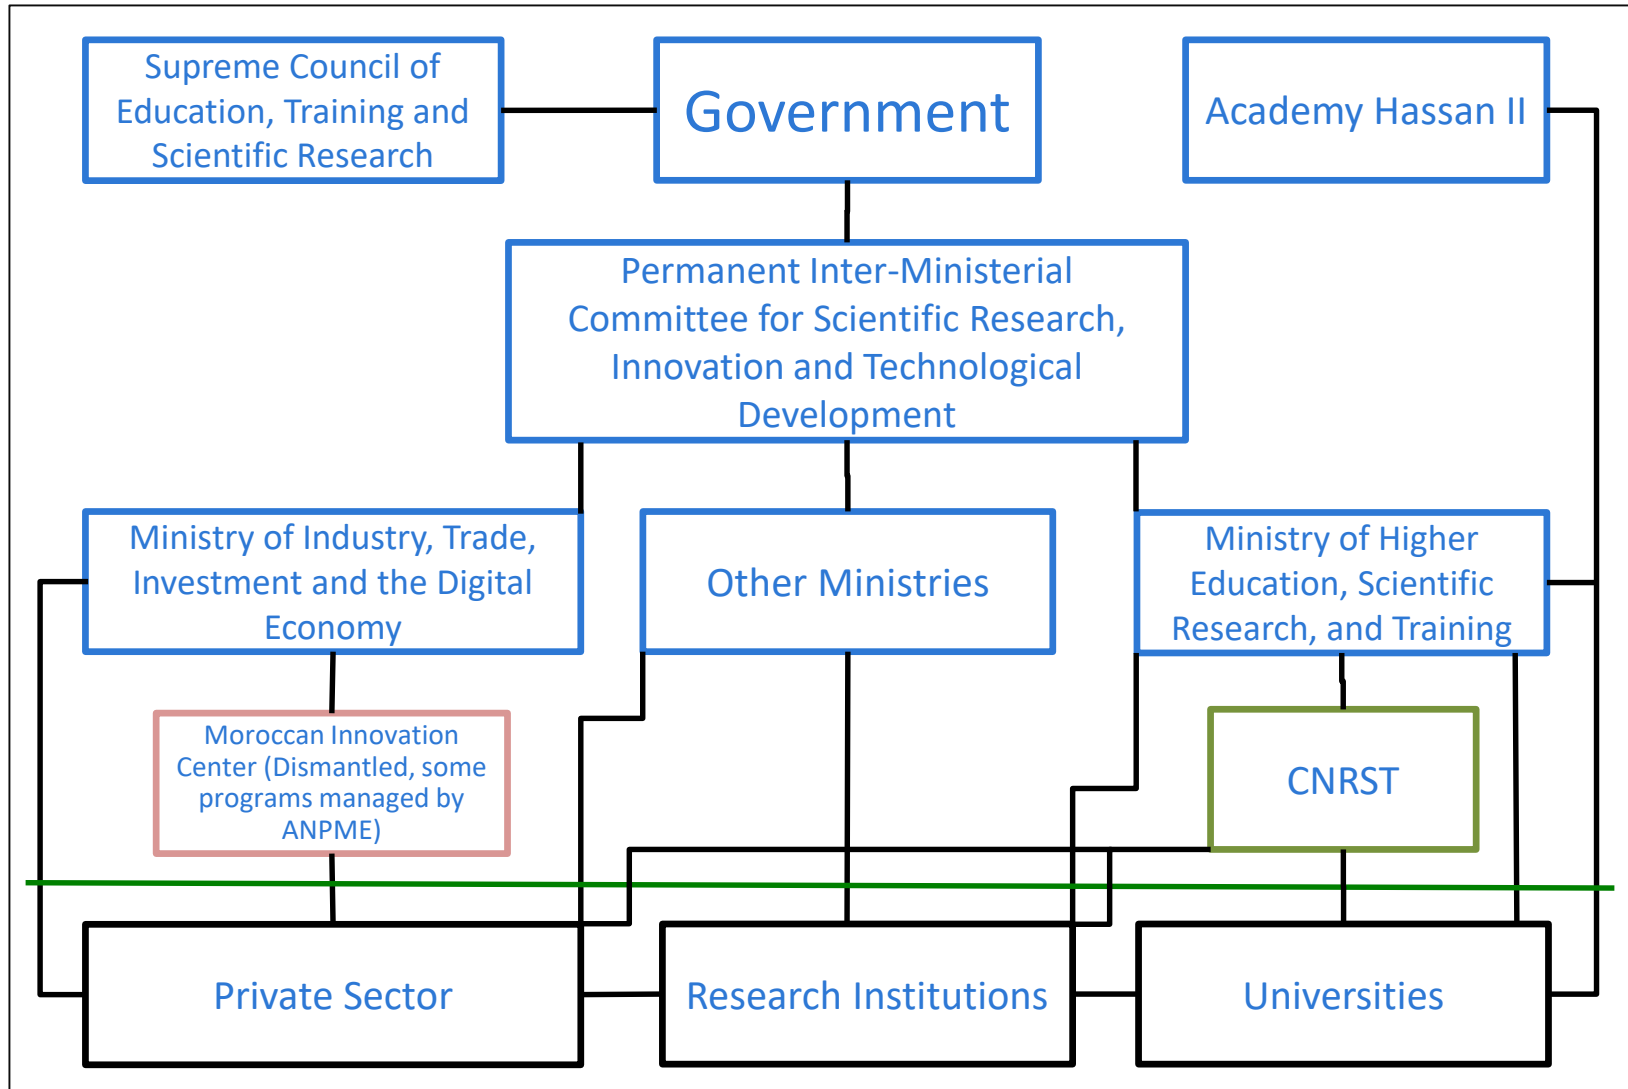 Supreme Council of
Education, Training and
Scientific Research
Government
Academy Hassan II
Permanent Inter-Ministerial
Committee for Scientific Research,
Innovation and Technological
Development
Ministry of Industry, Trade,
Investment and the Digital
Economy
Other Ministries
Ministry of Higher
Education, Scientific
Research, and Training
Moroccan Innovation
Center (Dismantled, some
programs managed by
ANPME)
CNRST
Private Sector
Research Institutions
Universities